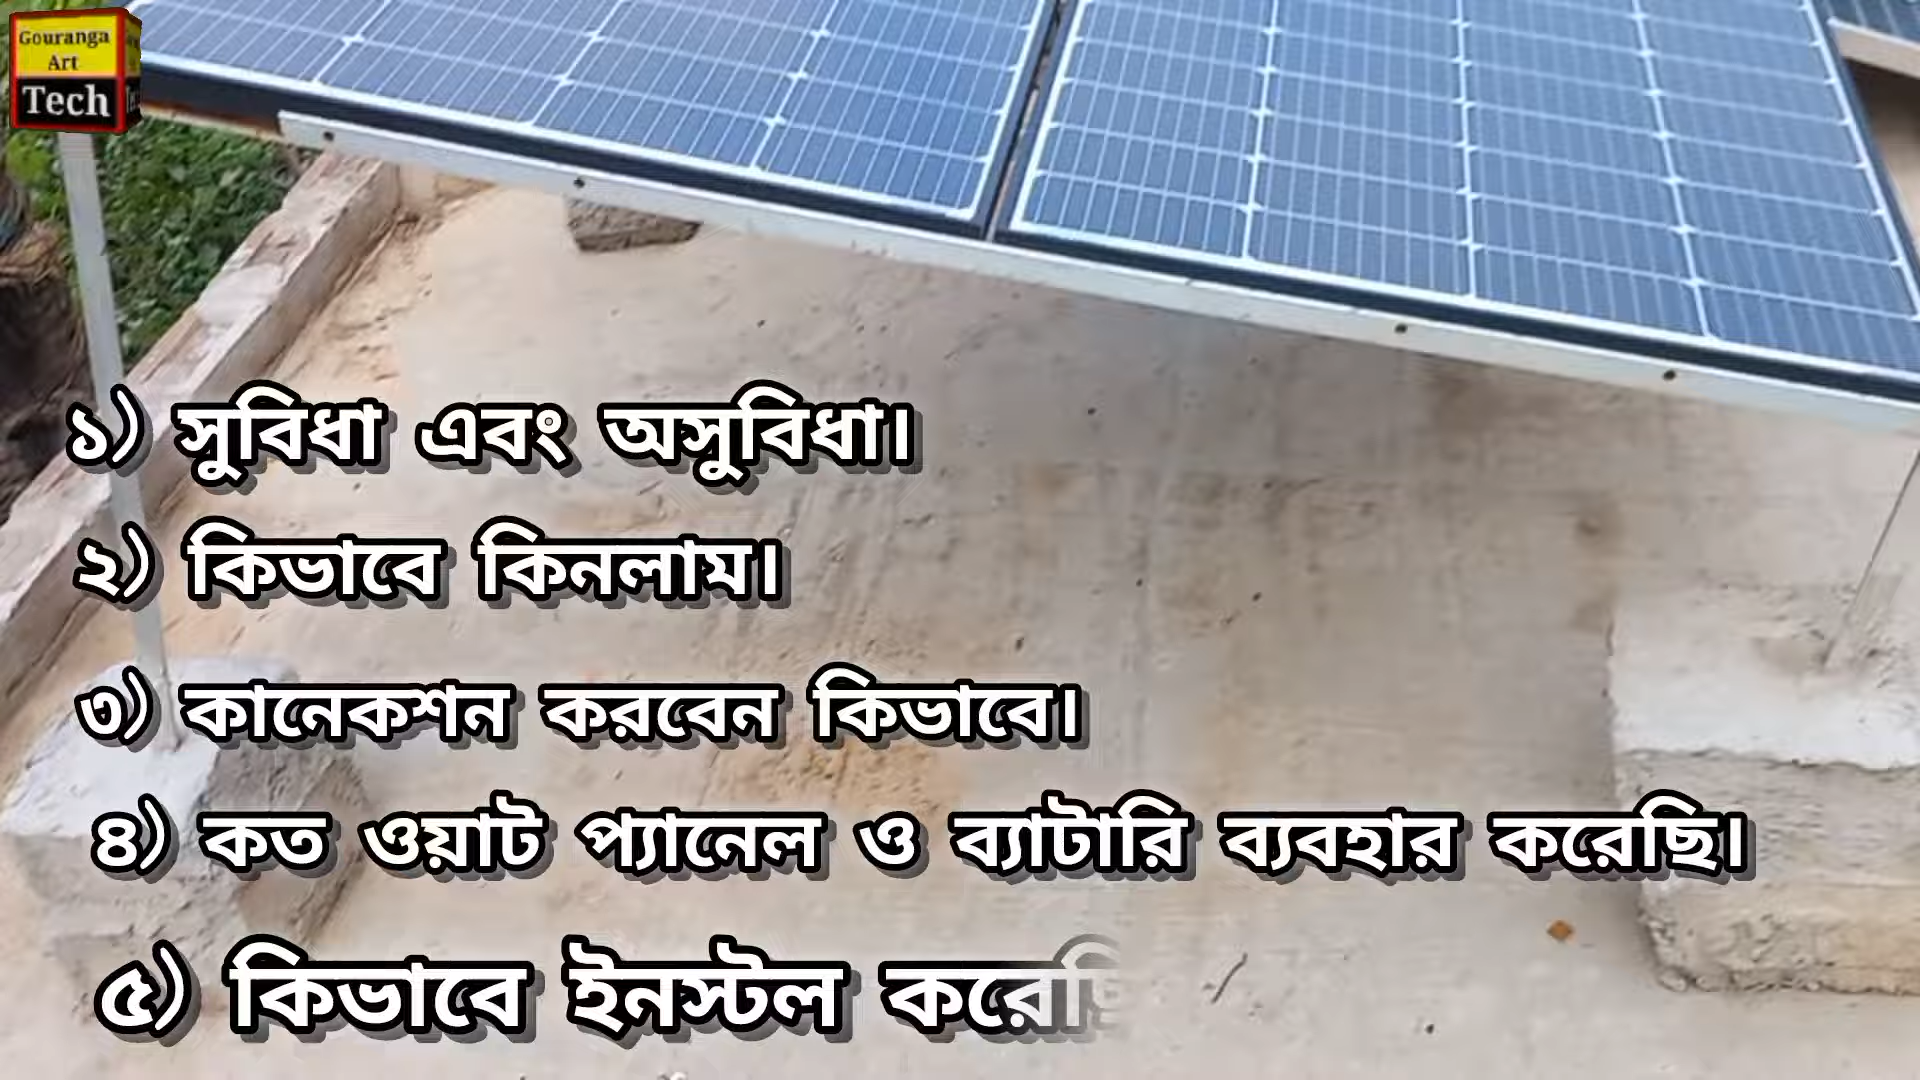 Gouranga
Art
Tech
১) সুবিধা এবং অসুবিধা।
২) কিভাবে কিনলাম।
৩) কানেকশন করবেন কিভাবে।
৪) কত ওয়াট প্যানেল ও ব্যাটারি ব্যবহার করেছি।
৫) কিভাবে ইনস্টল